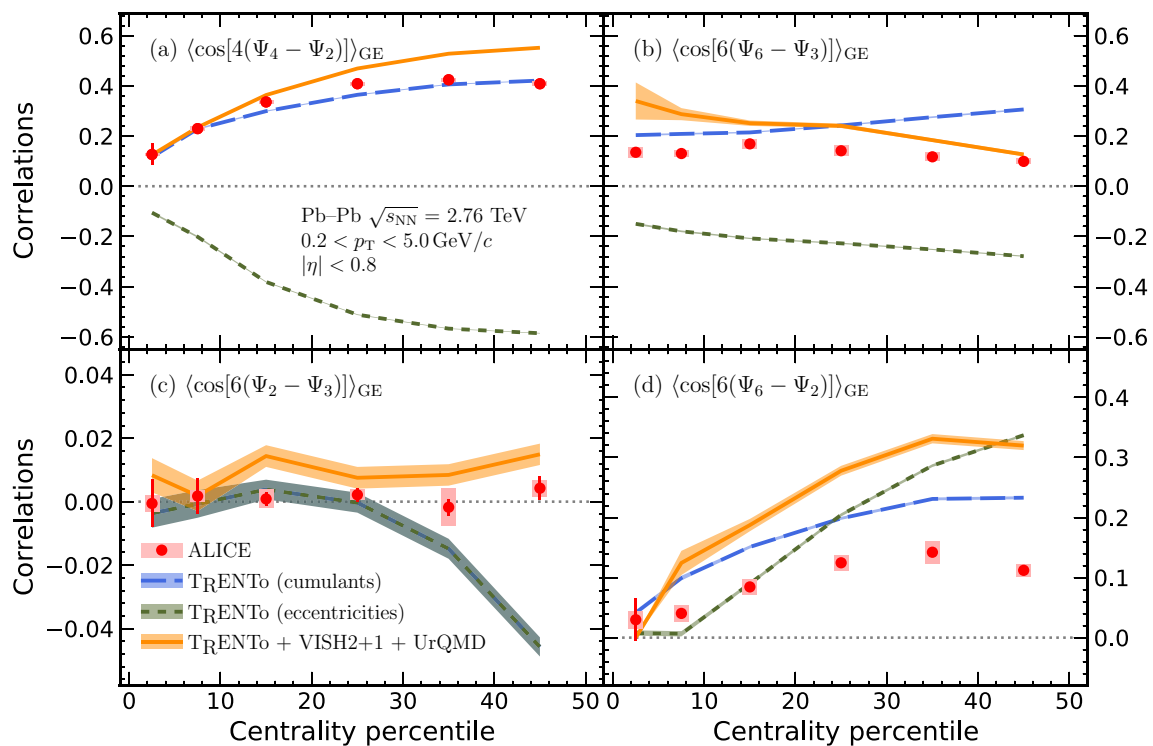 (a) ⟨cos[4(Ψ4 − Ψ2)]⟩GE
(b) ⟨cos[6(Ψ6 − Ψ3)]⟩GE
0.6
0.4
0.2
0.0
−0.2
−0.4
−0.6
Correlations
Pb–Pb √sNN = 2.76 TeV
0.2 < pT < 5.0 GeV/c
|η| < 0.8
0.6
0.4
0.2
0.0
−0.2
−0.4
−0.6
(c) ⟨cos[6(Ψ2 − Ψ3)]⟩GE
(d) ⟨cos[6(Ψ6 − Ψ2)]⟩GE
0.04
0.02
0.00
−0.02
−0.04
Correlations
ALICE
TRENTo (cumulants)
TRENTo (eccentricities)
TRENTo + VISH2+1 + UrQMD
0.4
0.3
0.2
0.1
0.0
0 10 20 30 40 50
0 10 20 30 40 50
Centrality percentile
Centrality percentile